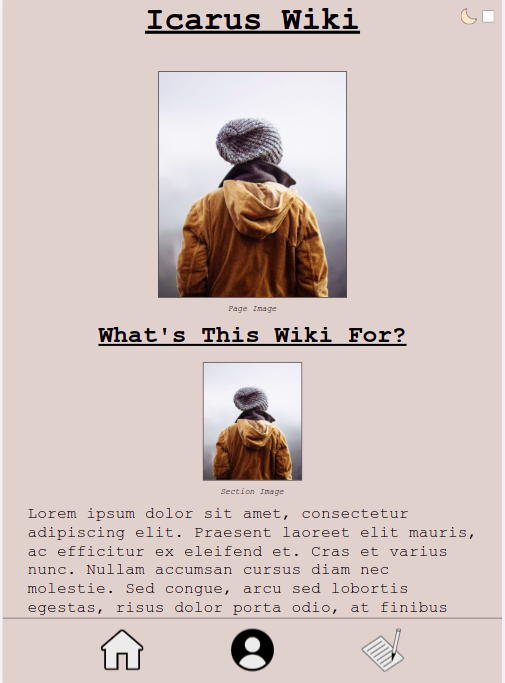 Icarus Wiki
Page Image
What's This Wiki For?
Section Image
Lorem ipsum dolor sit amet, consectetur
adipiscing elit. Praesent laoreet elit mauris,
ac efficitur ex eleifend et. Cras et varius
nunc. Nullam accumsan cursus diam nec
molestie. Sed congue, arcu sed lobortis
egestas, risus dolor porta odio, at finibus